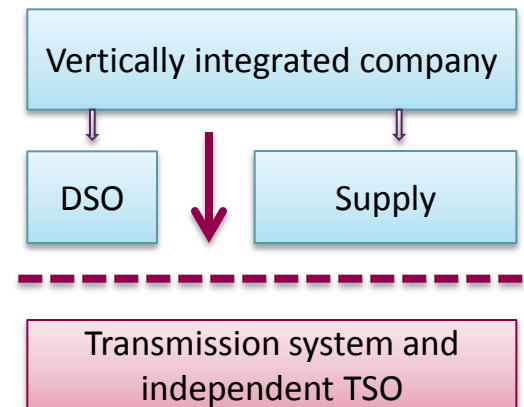 Vertically integrated company
DSO
Supply
Transmission system and
independent TSO